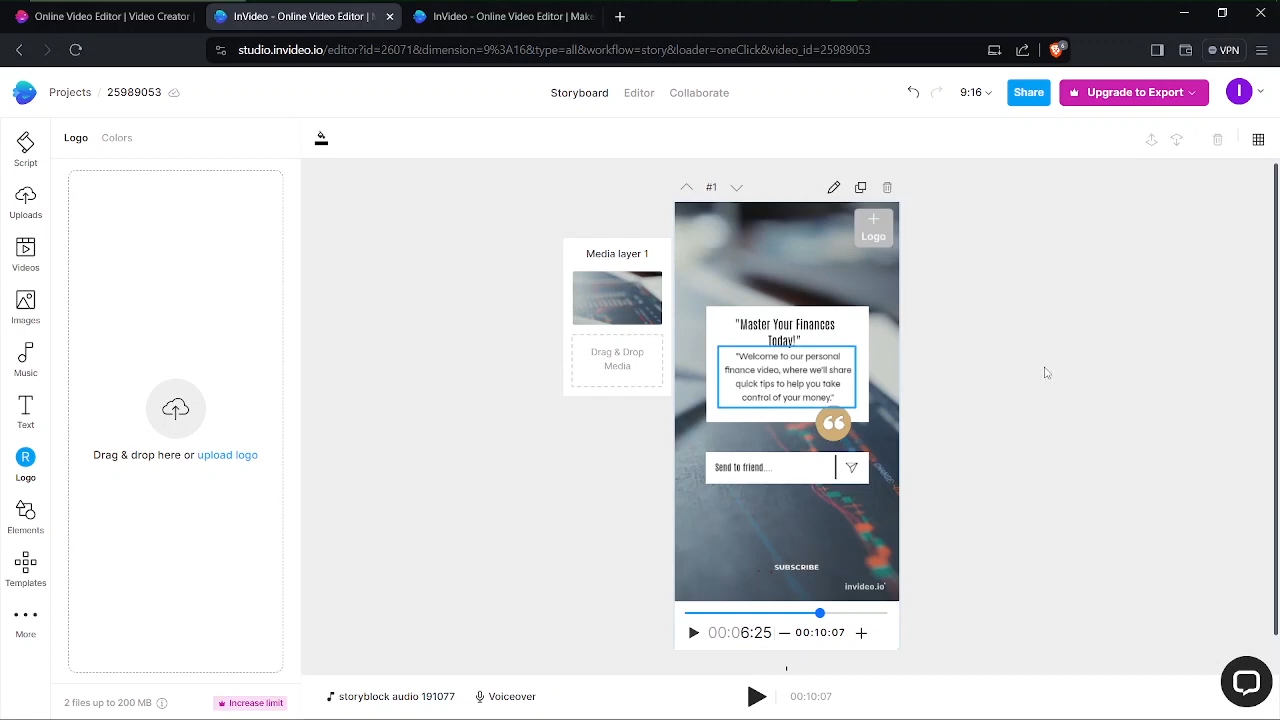 Online Video Editor | Video Creator
InVideo - Online Video Editor | M
InVideo - Online Video Editor | Make
studio.invideo.io/editor?id=260718&dimension=9%3A16&type=all&workflow=story&loader=oneClick&video_id=25989053
6
VPN
Projects / 25989053
Storyboard
Editor
Collaborate
9:16
Share
Upgrade to Export
I
Script
Uploads
Videos
Images
Music
Text
R
Logo
Elements
Templates
More
Logo
Colors
Drag & drop here or upload logo
2 files up to 200 MB
Increase limit
#1
Media layer 1
Drag & Drop
Media
+
Logo
"Master Your Finances
Today!"
"Welcome to our personal
finance video, where we'll share
quick tips to help you take
control of your money."
Send to friend....
SUBSCRIBE
invideo.io
00:06:25
00:10:07
storyblock audio 191077
Voiceover
00:10:07